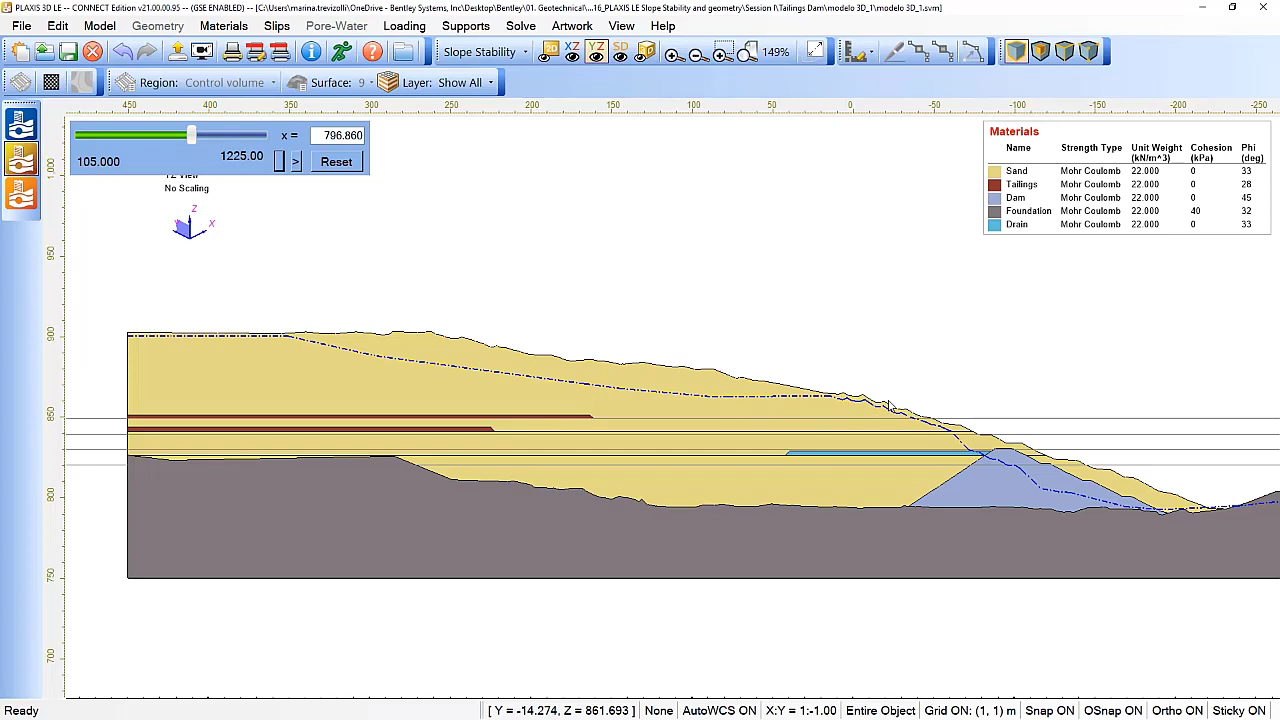 PLAXIS 3D LE -- CONNECT Edition v21.00.00.95 -- (GSE ENABLED) -- [C:\Users\marina.trevizolli\OneDrive - Bentley Systems, Inc\Desktop\Bentley\01. Geotechnical\...16_PLAXIS LE Slope Stability and geometry\Session I\Tailings Dam\modelo 3D_1\modelo 3D_1.svm]
File Edit Model Geometry Materials Slips Pore-Water Loading Supports Solve Artwork View Help
Slope Stability 2D XZ YZ SD 149%
Region: Control volume Surface: 9 Layer: Show All
450 400 350 300 250 200 150 100 50 0 -50 -100 -150 -200 -250
x = 796.860
105.000 1225.00 > Reset
No Scaling
Z
X
1,000
950
900
850
800
750
700
Materials
Name Strength Type Unit Weight (kN/m^3) Cohesion (kPa) Phi (deg)
Sand Mohr Coulomb 22.000 0 33
Tailings Mohr Coulomb 22.000 0 28
Dam Mohr Coulomb 22.000 0 45
Foundation Mohr Coulomb 22.000 40 32
Drain Mohr Coulomb 22.000 0 33
Ready [ Y = -14.274, Z = 861.693 ] None AutoWCS ON X:Y: 1:-1.00 Entire Object Grid ON: (1, 1) m Snap ON OSnap ON Ortho ON Sticky ON